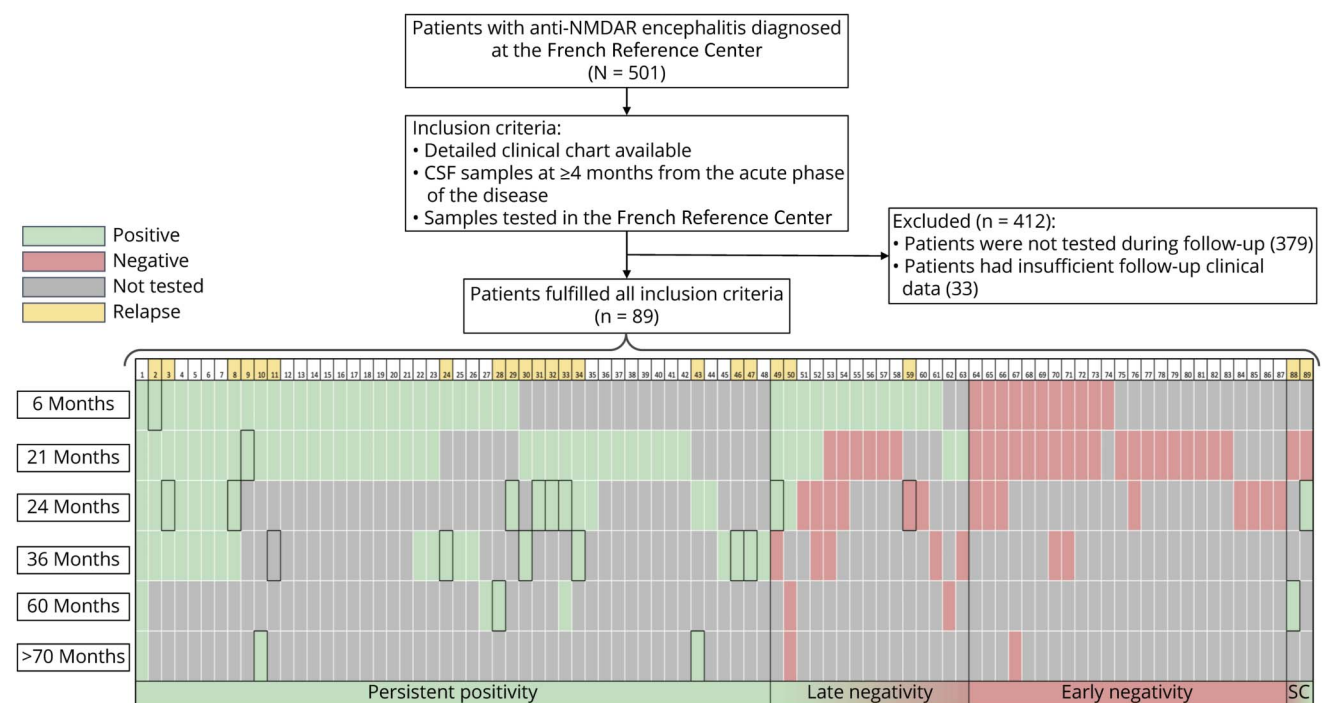 Patients with anti-NMDAR encephalitis diagnosed
at the French Reference Center
(N = 501)
Inclusion criteria:
• Detailed clinical chart available
• CSF samples at ≥4 months from the acute phase
of the disease
• Samples tested in the French Reference Center
Excluded (n = 412):
• Patients were not tested during follow-up (379)
• Patients had insufficient follow-up clinical
data (33)
Positive
Negative
Not tested
Relapse
Patients fulfilled all inclusion criteria
(n = 89)
1 2 3 4 5 6 7 8 9 10 11 12 13 14 15 16 17 18 19 20 21 22 23 24 25 26 27 28 29 30 31 32 33 34 35 37 38 39 40 41 42 43 44 45 46 47 48 49 50 51 52 53 54 55 56 57 58 59 60 61 62 63 64 65 66 67 68 69 70 71 72 73 74 75 76 77 78 79 80 81 82 83 84 85 86 87 88 89
6 Months
21 Months
24 Months
36 Months
60 Months
>70 Months
Persistent positivity Late negativity Early negativity SC